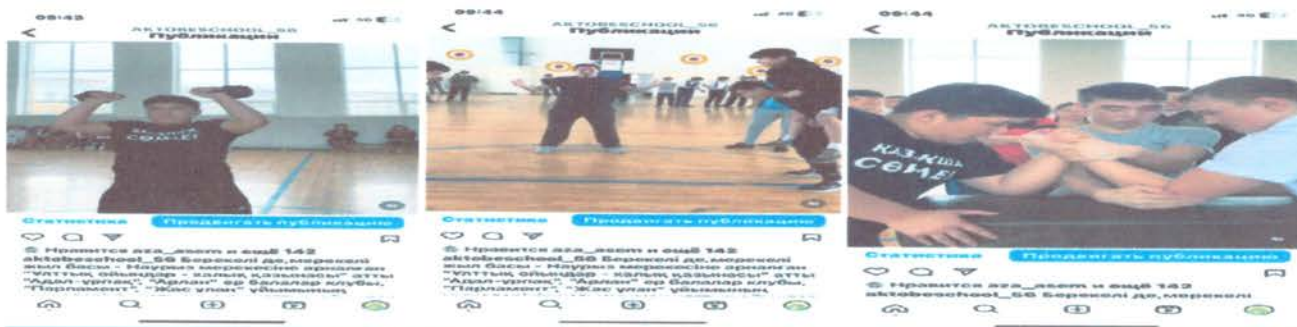 09:43
AKTOBESCHOOL_56
Публикации
ҚАЗАҚША
СӨЙЛЕ!
Статистика
Продвигать публикацию
Нравится aza_asem и ещё 142
aktobeschool_56 Берекелі де, мерекелі
жыл басы - Наурыз мерекесіне арналған
"Ұлттық ойындар - халық қазынасы" атты
"Адал-ұрпақ", "Арлан" ер балалар клубы,
"Парламент", "Жас ұлан" ұйымының
09:44
AKTOBESCHOOL_56
Публикации
Статистика
Продвигать публикацию
Нравится aza_asem и ещё 142
aktobeschool_56 Берекелі де, мерекелі
жыл басы - Наурыз мерекесіне арналған
"Ұлттық ойындар - халық қазынасы" атты
"Адал-ұрпақ", "Арлан" ер балалар клубы,
"Парламент", "Жас ұлан" ұйымының
09:44
AKTOBESCHOOL_56
Публикации
ҚАЗАҚША
СӨЙЛЕ!
Статистика
Продвигать публикацию
Нравится aza_asem и ещё 142
aktobeschool_56 Берекелі де, мерекелі